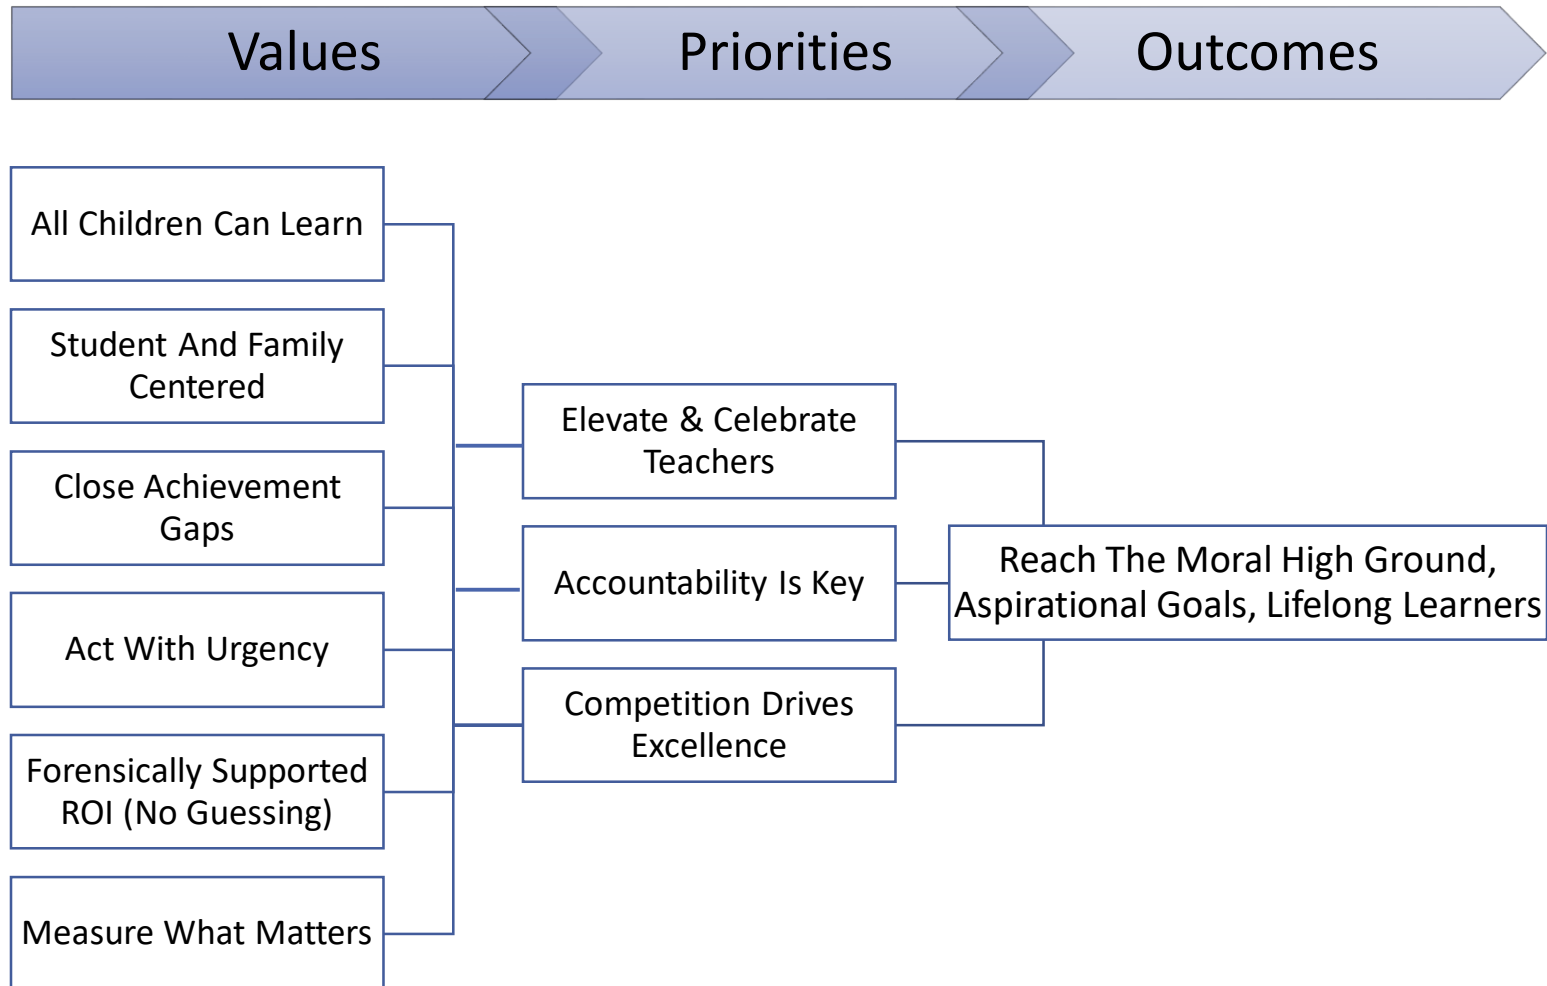 Values
Priorities
Outcomes
All Children Can Learn
Student And Family
Centered
Close Achievement
Gaps
Act With Urgency
Forensically Supported
ROI (No Guessing)
Measure What Matters
Elevate & Celebrate
Teachers
Accountability Is Key
Competition Drives
Excellence
Reach The Moral High Ground,
Aspirational Goals, Lifelong Learners